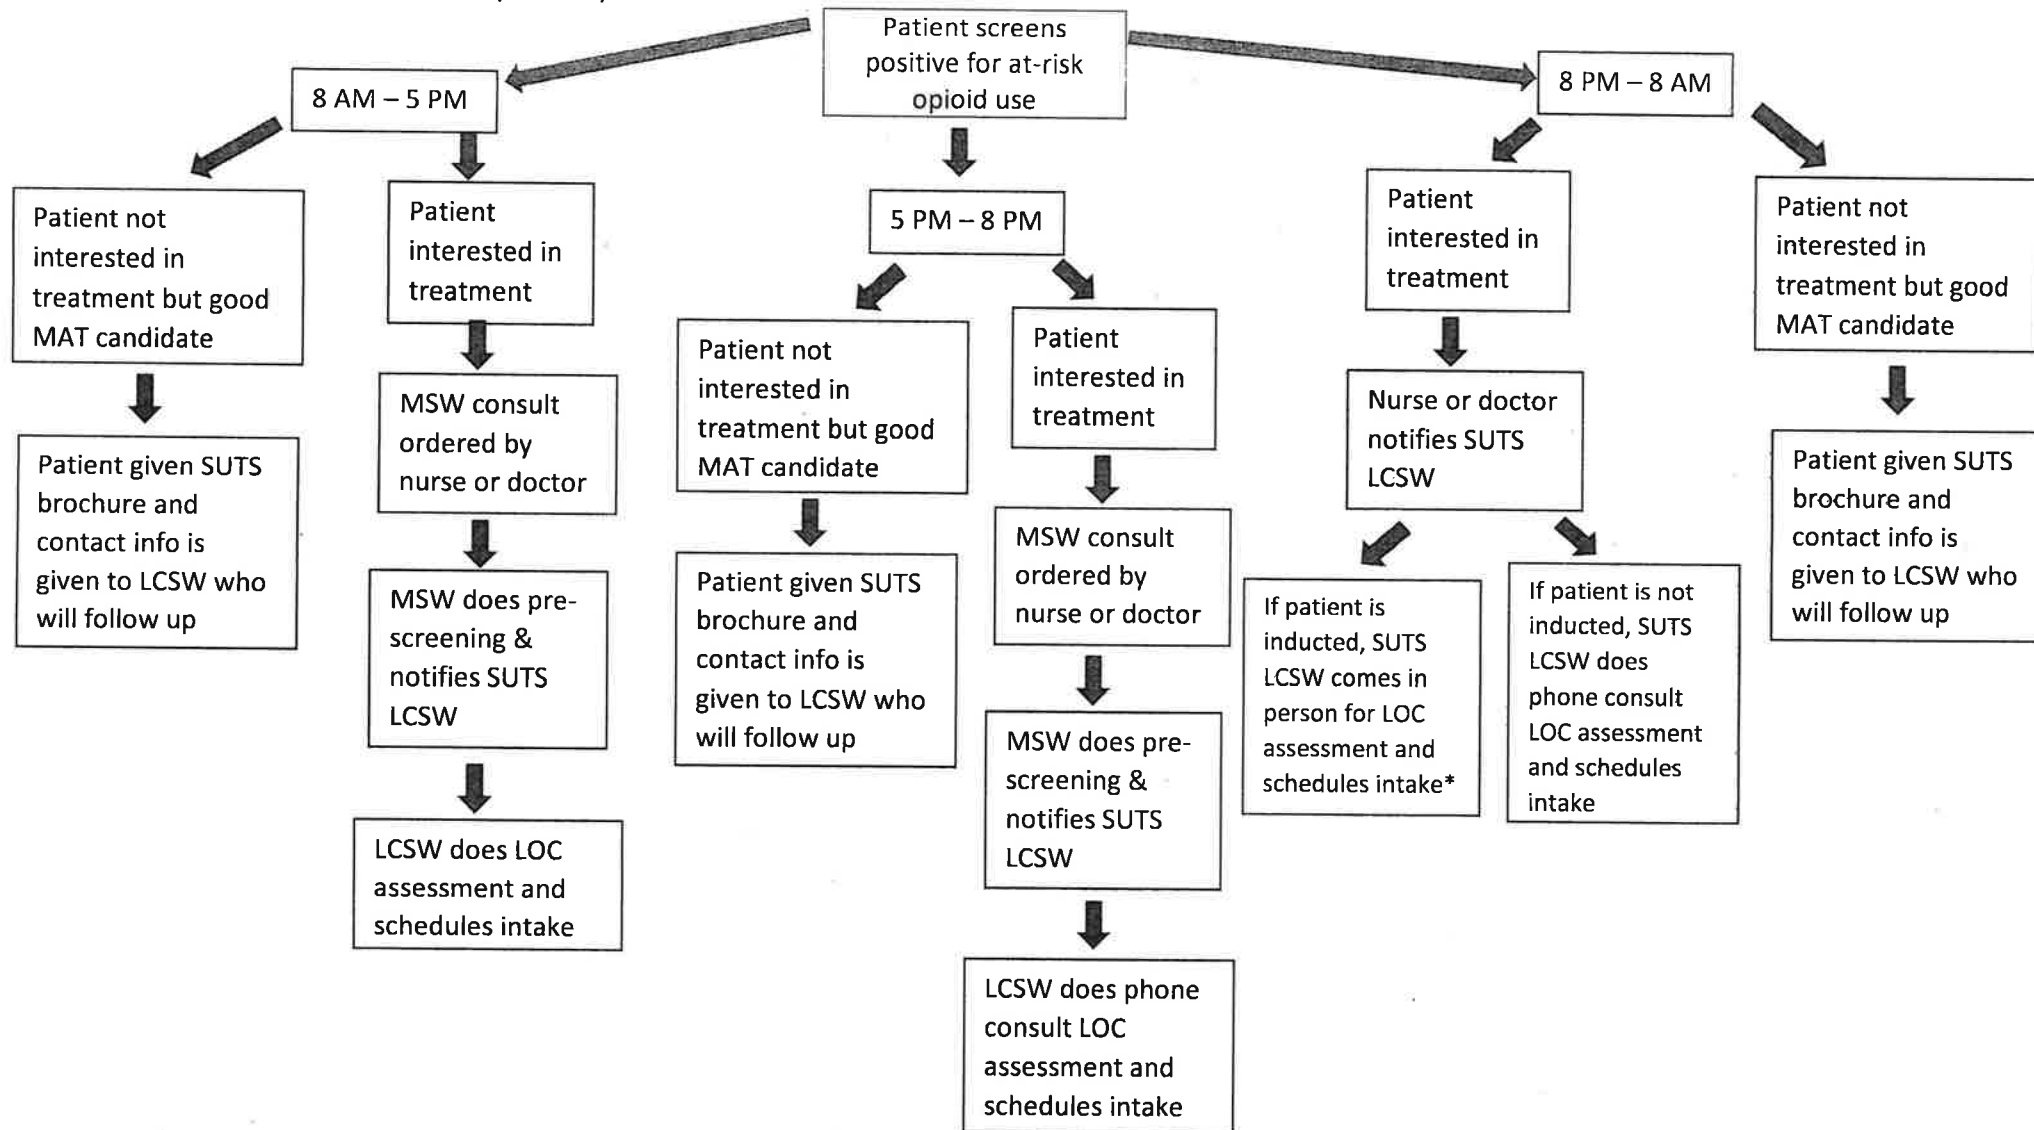 Patient screens
positive for at-risk
opioid use
8 AM – 5 PM
Patient not
interested in
treatment but good
MAT candidate
Patient given SUTS
brochure and
contact info is
given to LCSW who
will follow up
Patient
interested in
treatment
MSW consult
ordered by
nurse or doctor
MSW does pre-
screening &
notifies SUTS
LCSW
LCSW does LOC
assessment and
schedules intake
5 PM – 8 PM
Patient not
interested in
treatment but good
MAT candidate
Patient given SUTS
brochure and
contact info is
given to LCSW who
will follow up
Patient
interested in
treatment
MSW consult
ordered by
nurse or doctor
MSW does pre-
screening &
notifies SUTS
LCSW
LCSW does phone
consult LOC
assessment and
schedules intake
8 PM – 8 AM
Patient
interested in
treatment
Nurse or doctor
notifies SUTS
LCSW
If patient is
inducted, SUTS
LCSW comes in
person for LOC
assessment and
schedules intake*
If patient is not
inducted, SUTS
LCSW does
phone consult
LOC assessment
and schedules
intake
Patient not
interested in
treatment but good
MAT candidate
Patient given SUTS
brochure and
contact info is
given to LCSW who
will follow up